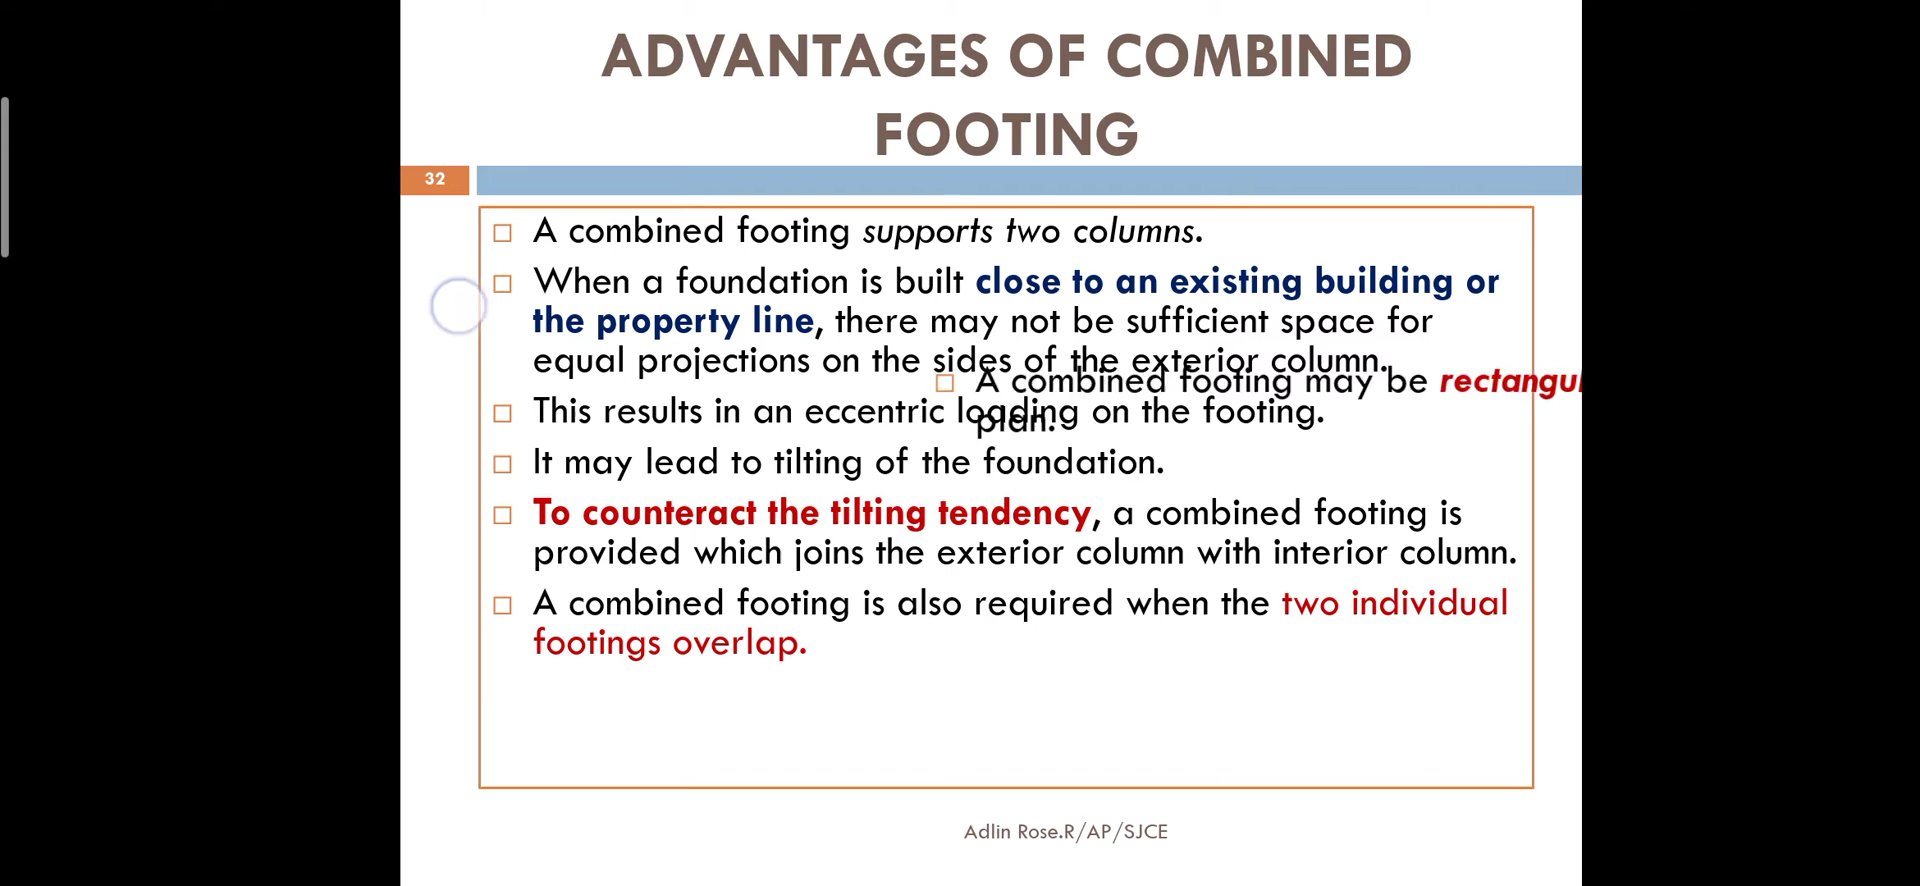 ADVANTAGES OF COMBINED
FOOTING
32
A combined footing supports two columns.
When a foundation is built close to an existing building or
the property line, there may not be sufficient space for
equal projections on the sides of the exterior column.
A combined footing may be
plan.
This results in an eccentric loading on the footing.
It may lead to tilting of the foundation.
To counteract the tilting tendency, a combined footing is
provided which joins the exterior column with interior column.
A combined footing is also required when the two individual
footings overlap.
Adlin Rose.R/AP/SJCE